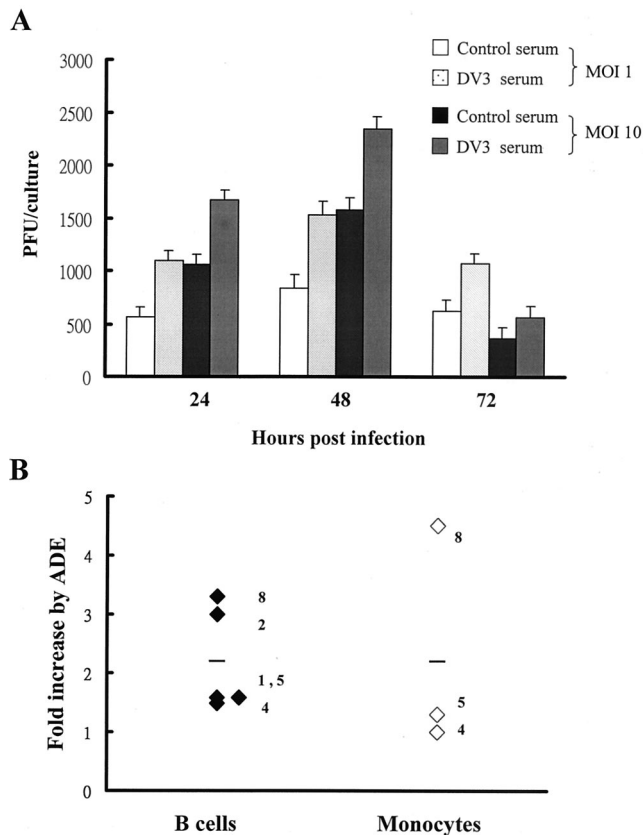 A
Control serum
DV3 serum
MOI 1
Control serum
DV3 serum
MOI 10
3000
2500
2000
1500
1000
500
0
PFU/culture
24 48 72
Hours post infection
B
5
4
3
2
1
0
Fold increase by ADE
8
2
1 , 5
4
8
5
4
B cells Monocytes